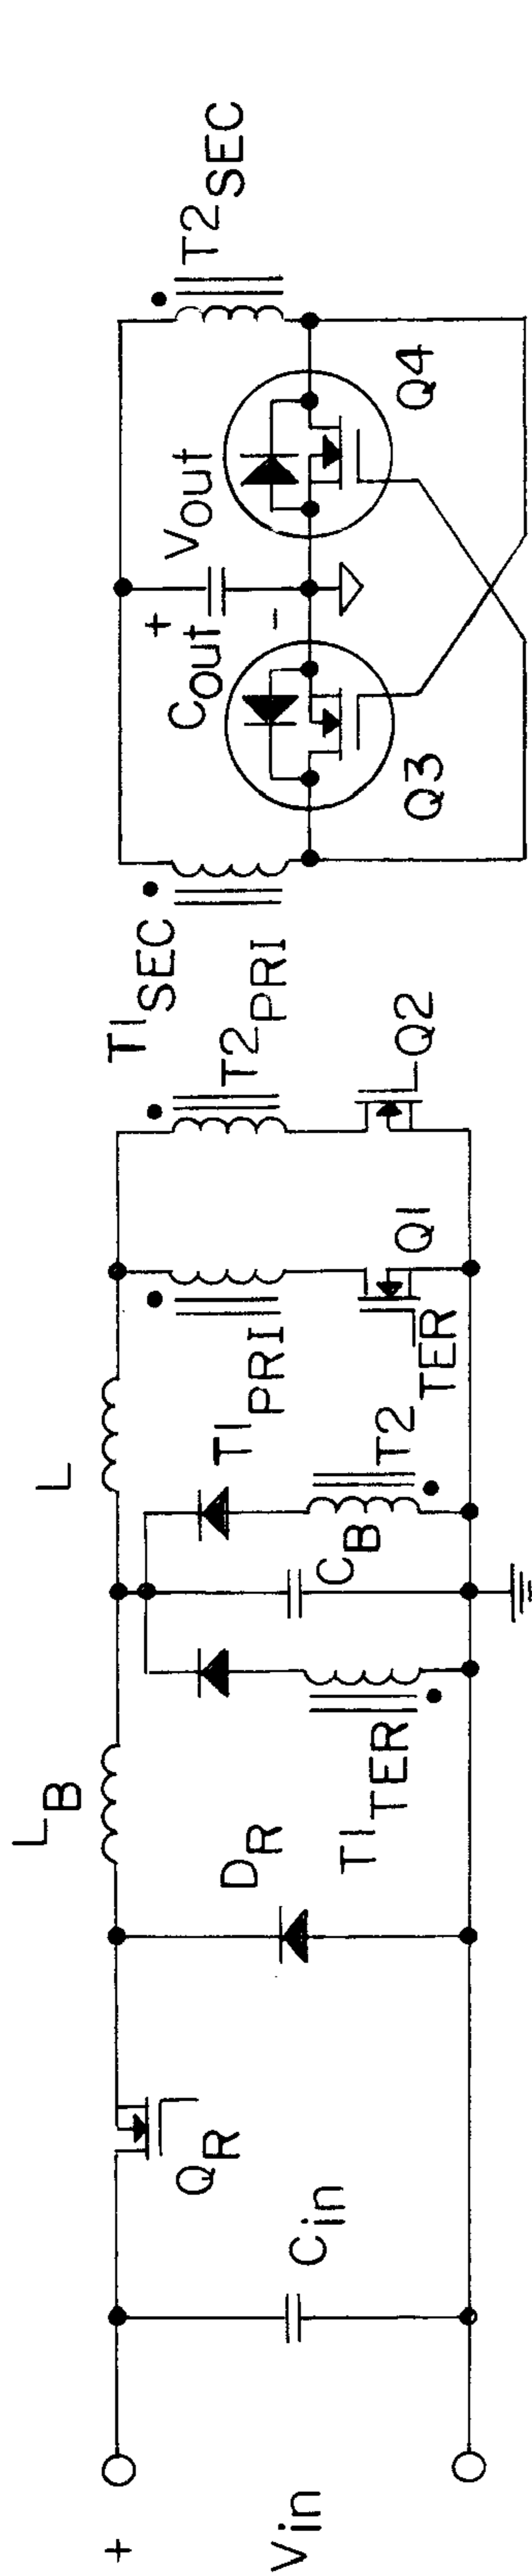 +
Vin
Cin
QR
DR
LB
T1TER
CB
T2TER
L
T1PRI
Q1
T2PRI
Q2
T1SEC
Q3
Cout
+
Vout
-
Q4
T2SEC